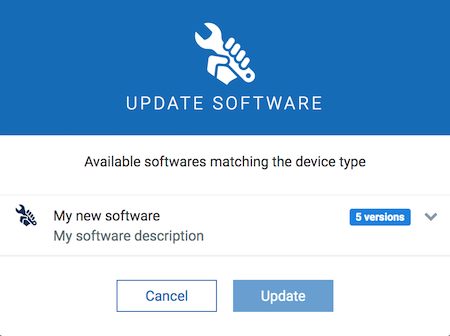 UPDATE SOFTWARE
Available softwares matching the device type
My new software
5 versions
My software description
Cancel
Update